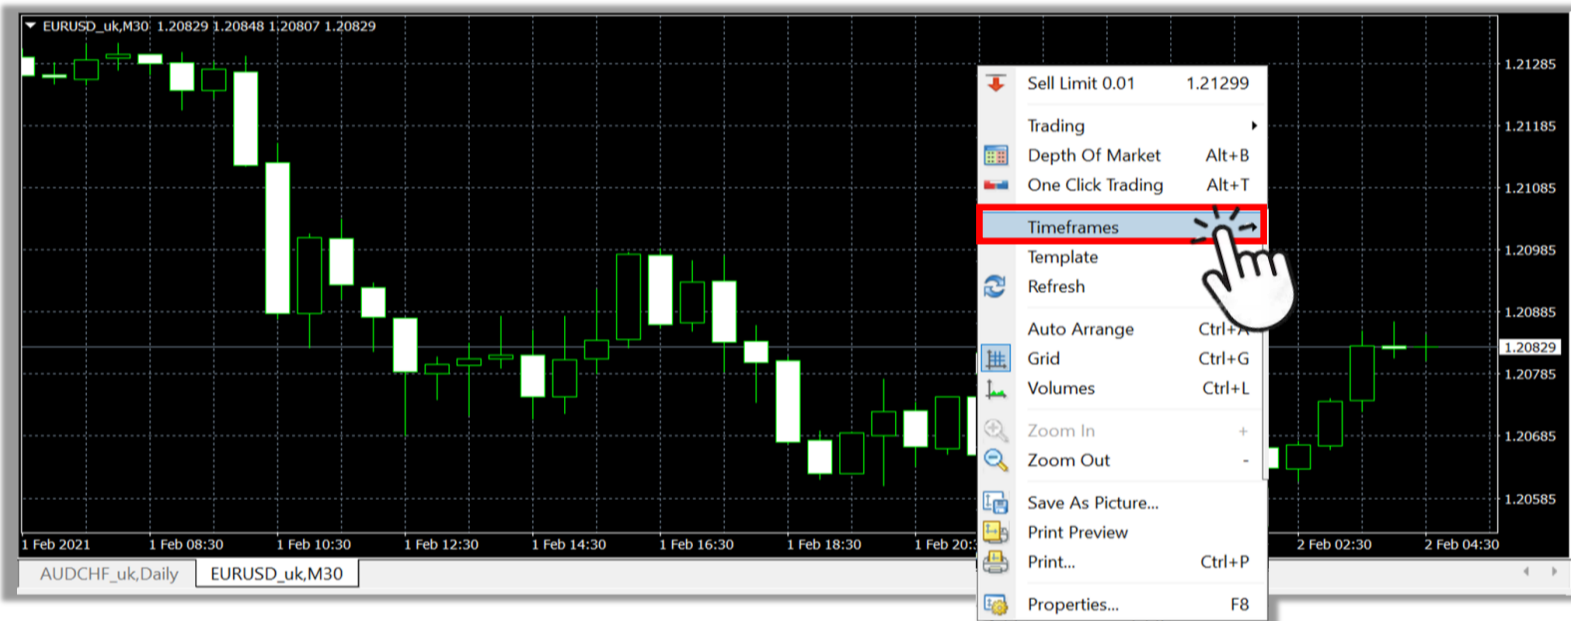 EURUSD_uk,M30 1.20829 1.20848 1.20807 1.20829
1.21285
1.21185
1.21085
1.20985
1.20885
1.20829
1.20785
1.20685
1.20585
Sell Limit 0.01 1.21299
Trading
Depth Of Market Alt+B
One Click Trading Alt+T
Timeframes
Template
Refresh
Auto Arrange Ctrl+A
Grid Ctrl+G
Volumes Ctrl+L
Zoom In +
Zoom Out -
Save As Picture...
Print Preview
Print... Ctrl+P
Properties... F8
1 Feb 2021 1 Feb 08:30 1 Feb 10:30 1 Feb 12:30 1 Feb 14:30 1 Feb 16:30 1 Feb 18:30 1 Feb 20: 2 Feb 02:30 2 Feb 04:30
AUDCHF_uk,Daily EURUSD_uk,M30